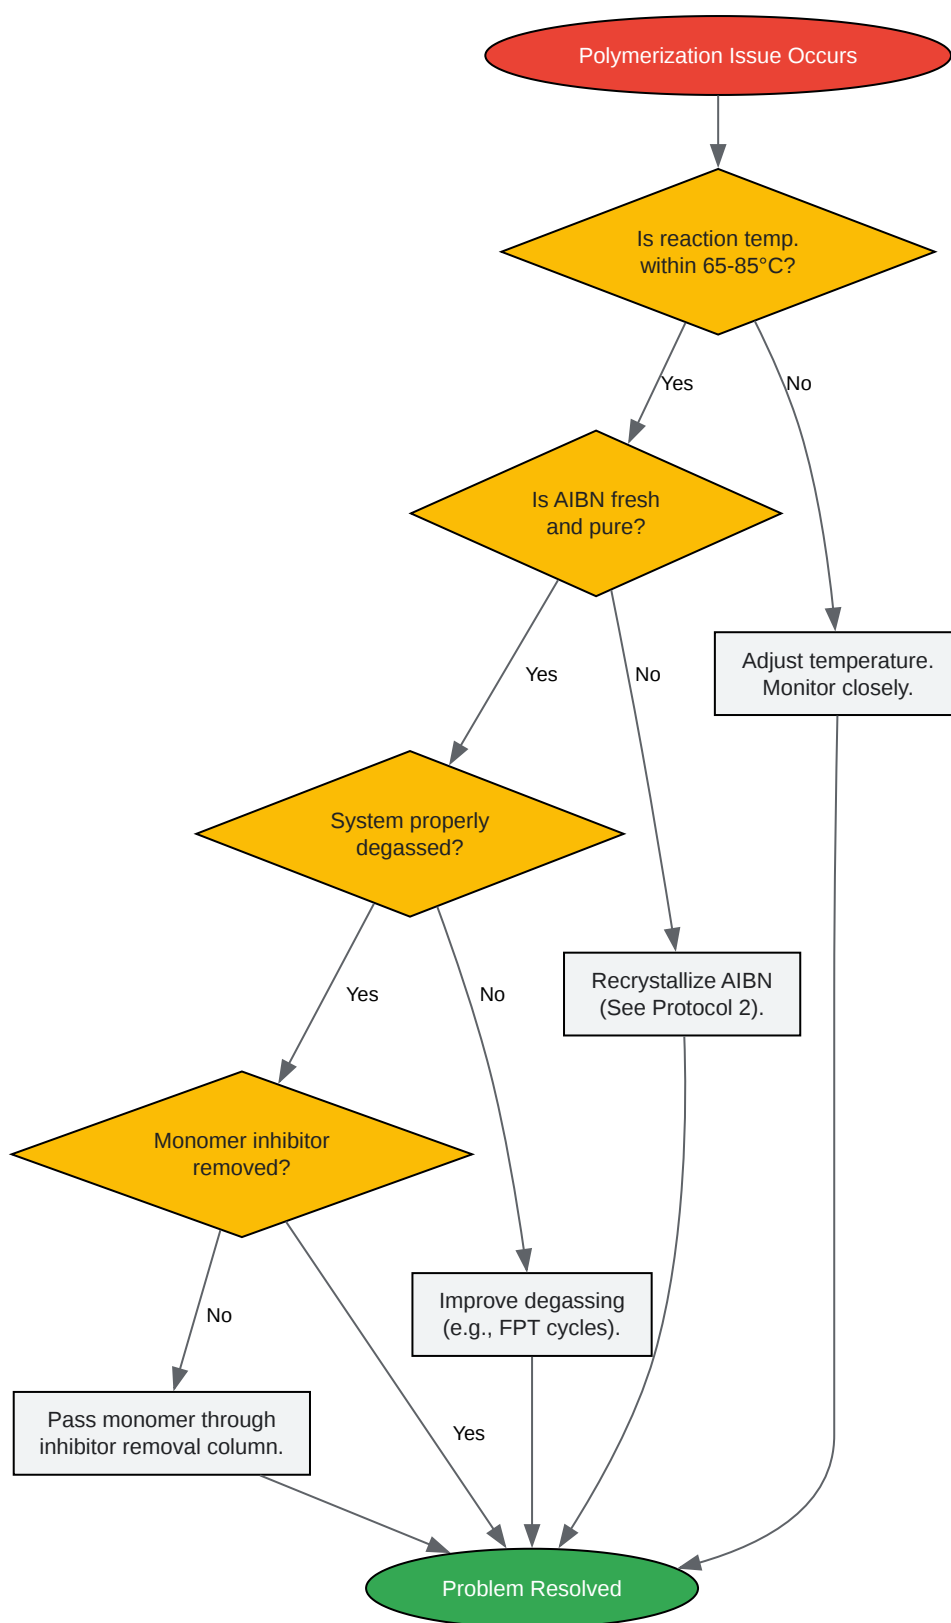 Polymerization Issue Occurs
Is reaction temp.
within 65-85°C?
Yes
No
Is AIBN fresh
and pure?
Yes
No
Adjust temperature.
Monitor closely.
System properly
degassed?
Yes
No
Recrystallize AIBN
(See Protocol 2).
Monomer inhibitor
removed?
No
Yes
Improve degassing
(e.g., FPT cycles).
Pass monomer through
inhibitor removal column.
Problem Resolved